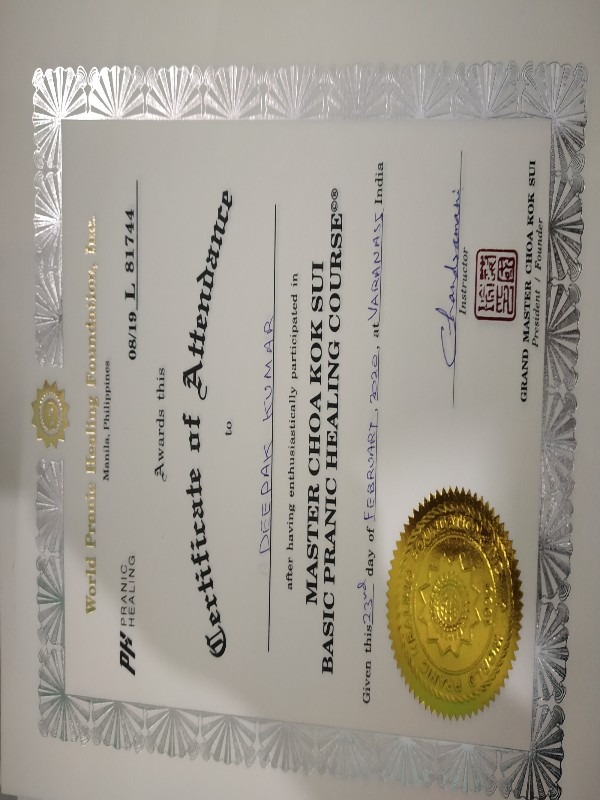 World Pranic Healing Foundation, Inc.
Manila, Philippines
PH PRANIC HEALING
08/19 L 81744
Awards this
Certificate of Attendance
to
DEEPAK KUMAR
after having enthusiastically participated in
MASTER CHOA KOK SUI
BASIC PRANIC HEALING COURSE©®
Given this 23rd day of FEBRUARY, 2020, at VARANASI India
Chandramani
Instructor
GRAND MASTER CHOA KOK SUI
President / Founder